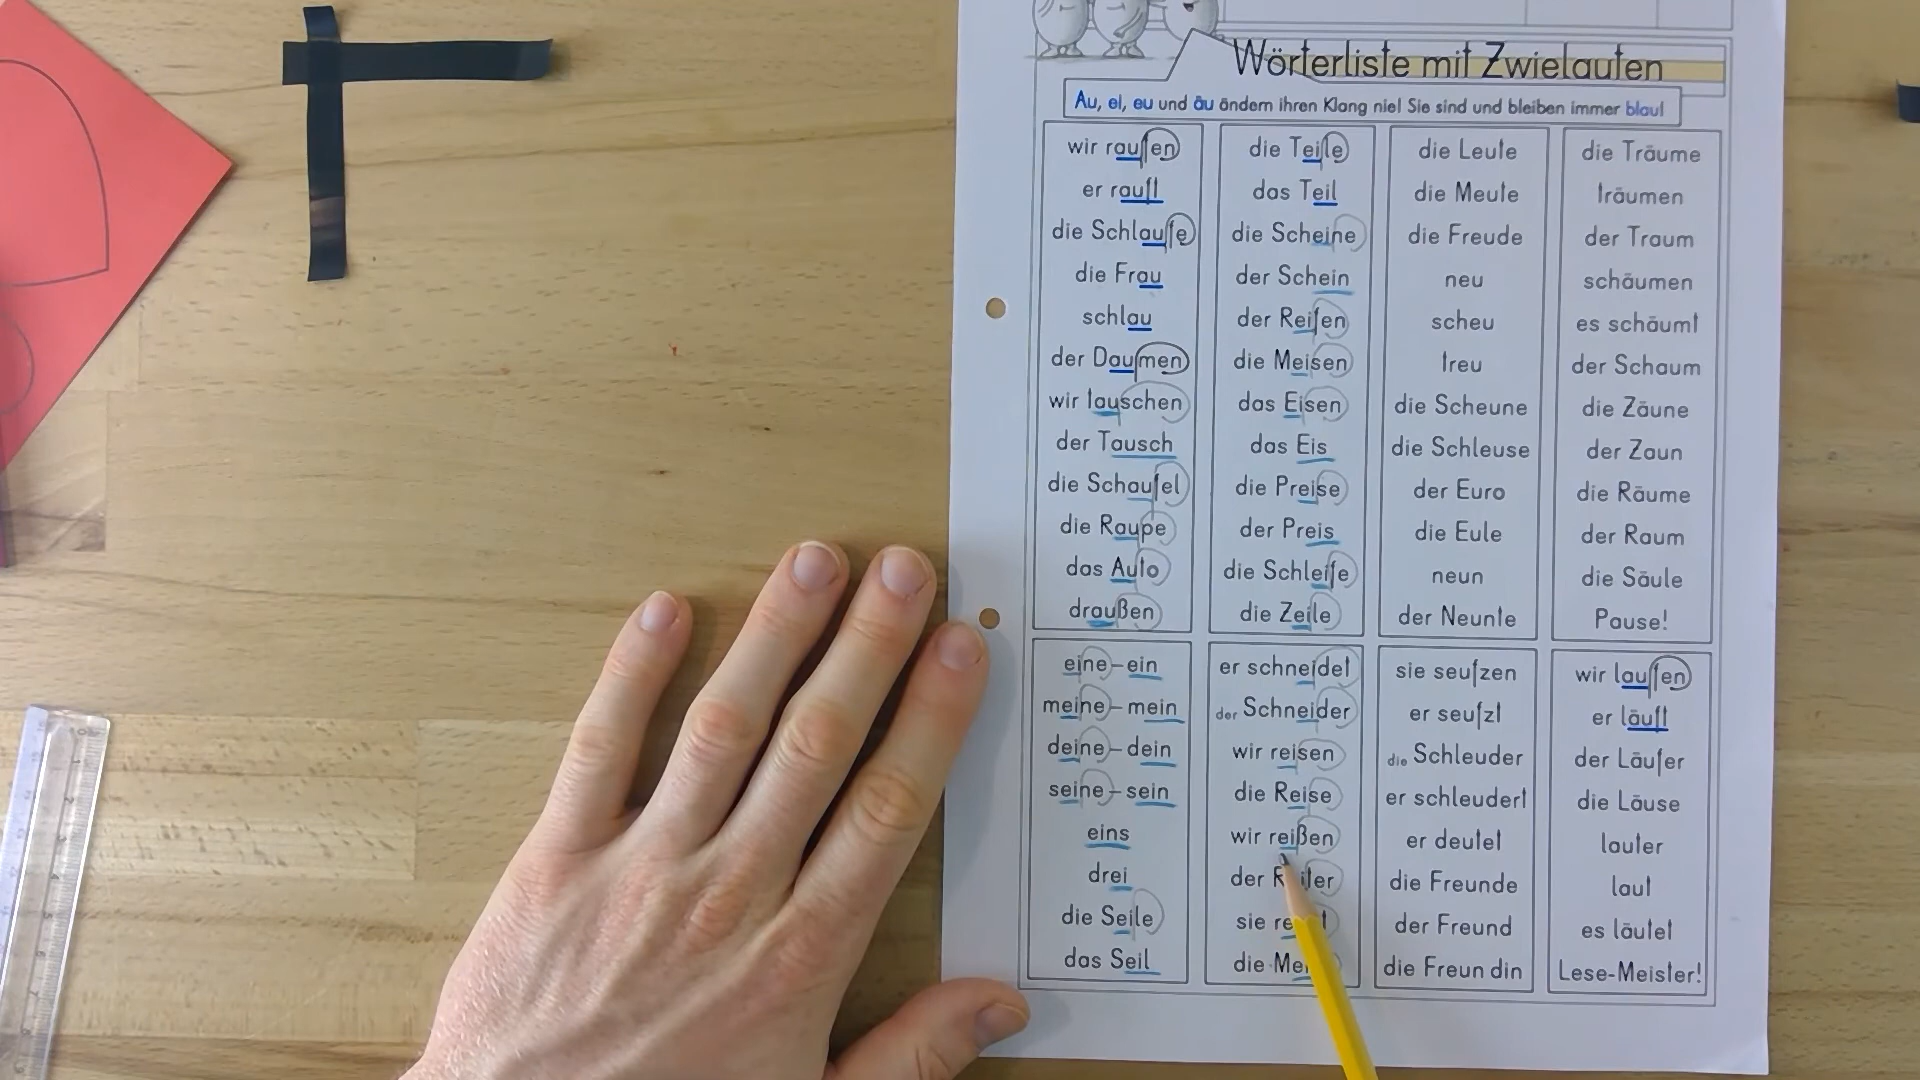 Wörterliste mit Zwielauten
Au, ei, eu und äu ändern ihren Klang nie! Sie sind und bleiben immer blau!
wir raufen
er rauft
die Schlaufe
die Frau
schlau
der Daumen
wir lauschen
der Tausch
die Schaufel
die Raupe
das Auto
draußen
die Teile
das Teil
die Scheine
der Schein
der Reifen
die Meisen
das Eisen
das Eis
die Preise
der Preis
die Schleife
die Zeile
die Leute
die Meute
die Freude
neu
scheu
treu
die Scheune
die Schleuse
der Euro
die Eule
neun
der Neunte
die Träume
träumen
der Traum
schäumen
es schäumt
der Schaum
die Zäune
der Zaun
die Räume
der Raum
die Säule
Pause!
eine – ein
meine – mein
deine – dein
seine – sein
eins
drei
die Seile
das Seil
er schneidet
der Schneider
wir reisen
die Reise
wir reißen
der Reiter
sie
die
sie seufzen
er seufzt
die Schleuder
er schleudert
er deutet
die Freunde
der Freund
die Freun din
wir laufen
er läuft
der Läufer
die Läuse
lauter
laut
es läutet
Lese-Meister!